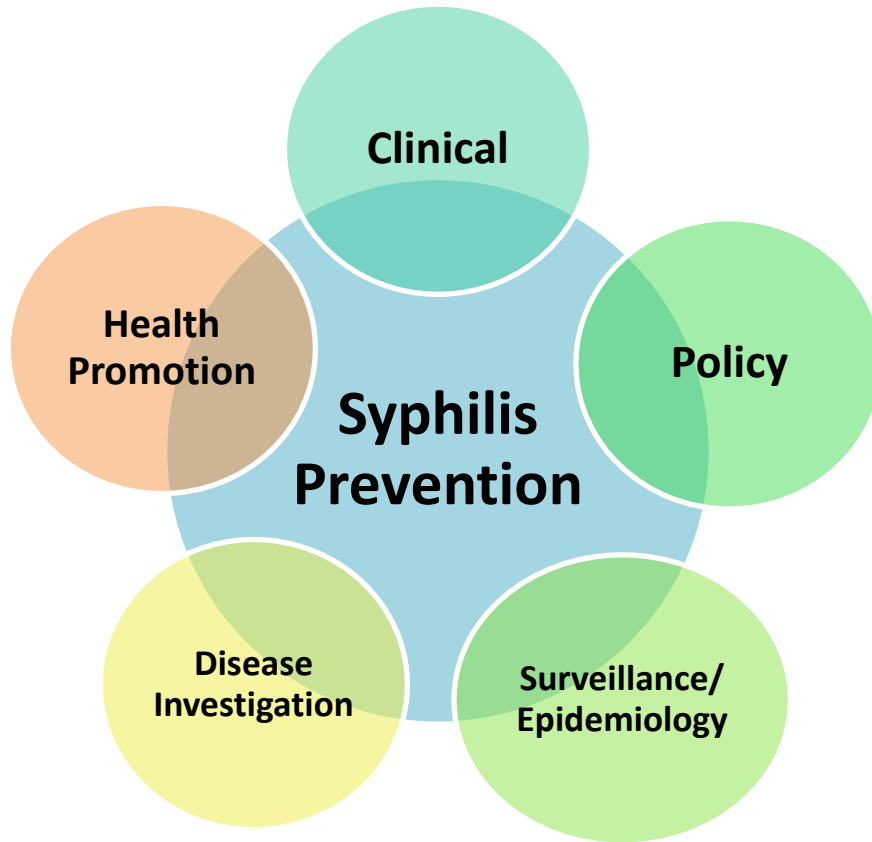 Clinical
Health
Promotion
Policy
Syphilis
Prevention
Disease
Investigation
Surveillance/
Epidemiology